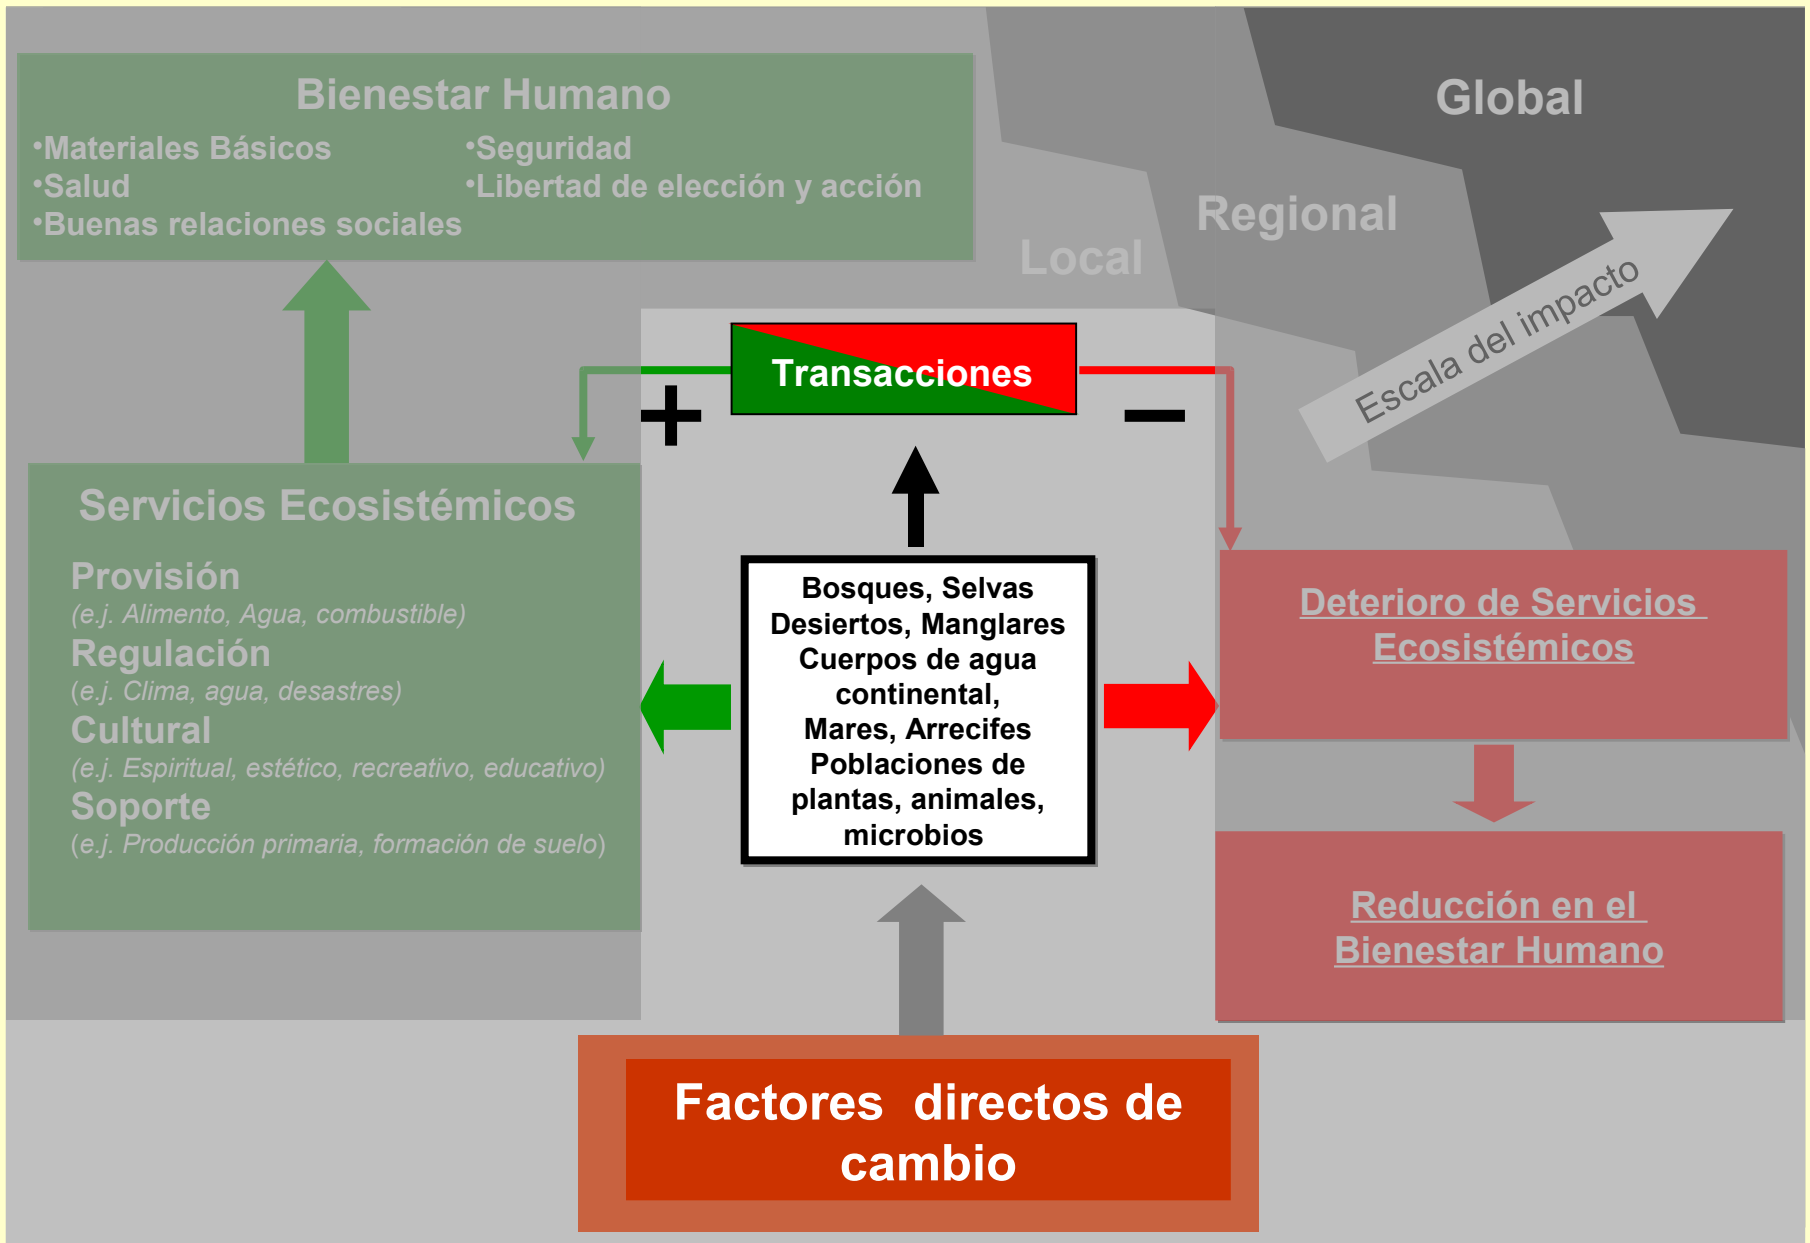 Bienestar Humano
•Materiales Básicos
•Salud
•Buenas relaciones sociales
•Seguridad
•Libertad de elección y acción
Global
Regional
Local
Escala del impacto
Transacciones
+
−
Servicios Ecosistémicos
Provisión
(e.j. Alimento, Agua, combustible)
Regulación
(e.j. Clima, agua, desastres)
Cultural
(e.j. Espiritual, estético, recreativo, educativo)
Soporte
(e.j. Producción primaria, formación de suelo)
Bosques, Selvas
Desiertos, Manglares
Cuerpos de agua
continental,
Mares, Arrecifes
Poblaciones de
plantas, animales,
microbios
Deterioro de Servicios
Ecosistémicos
Reducción en el
Bienestar Humano
Factores directos de
cambio